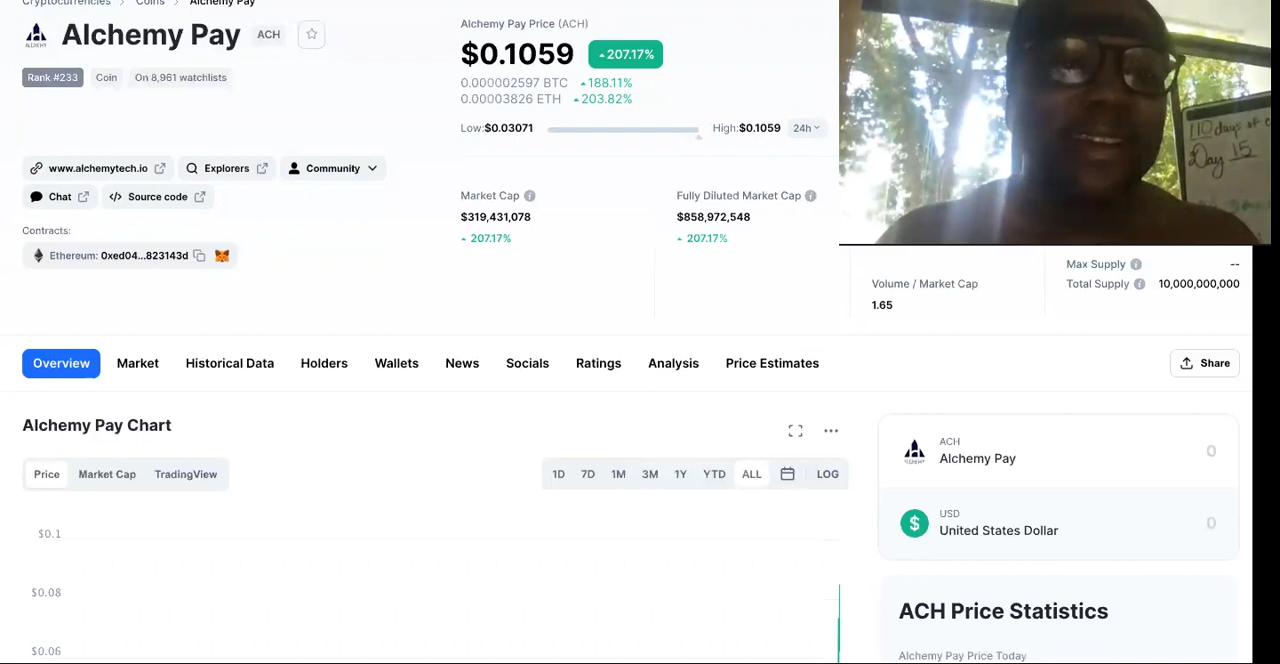 Cryptocurrencies > Coins > Alchemy Pay
Alchemy Pay ACH
Rank #233 Coin On 8,961 watchlists
www.alchemytech.io Explorers Community
Chat Source code
Contracts:
Ethereum: 0xed04...823143d
Alchemy Pay Price (ACH)
$0.1059 207.17%
0.000002597 BTC 188.11%
0.00003826 ETH 203.82%
Low:$0.03071 High:$0.1059 24h
Market Cap
$319,431,078
207.17%
Fully Diluted Market Cap
$858,972,548
207.17%
Volume / Market Cap
1.65
Max Supply --
Total Supply 10,000,000,000
110 days of
Day 15
Overview Market Historical Data Holders Wallets News Socials Ratings Analysis Price Estimates Share
Alchemy Pay Chart
Price Market Cap TradingView
1D 7D 1M 3M 1Y YTD ALL LOG
$0.1
$0.08
$0.06
ACH
Alchemy Pay 0
USD
United States Dollar 0
ACH Price Statistics
Alchemy Pay Price Today